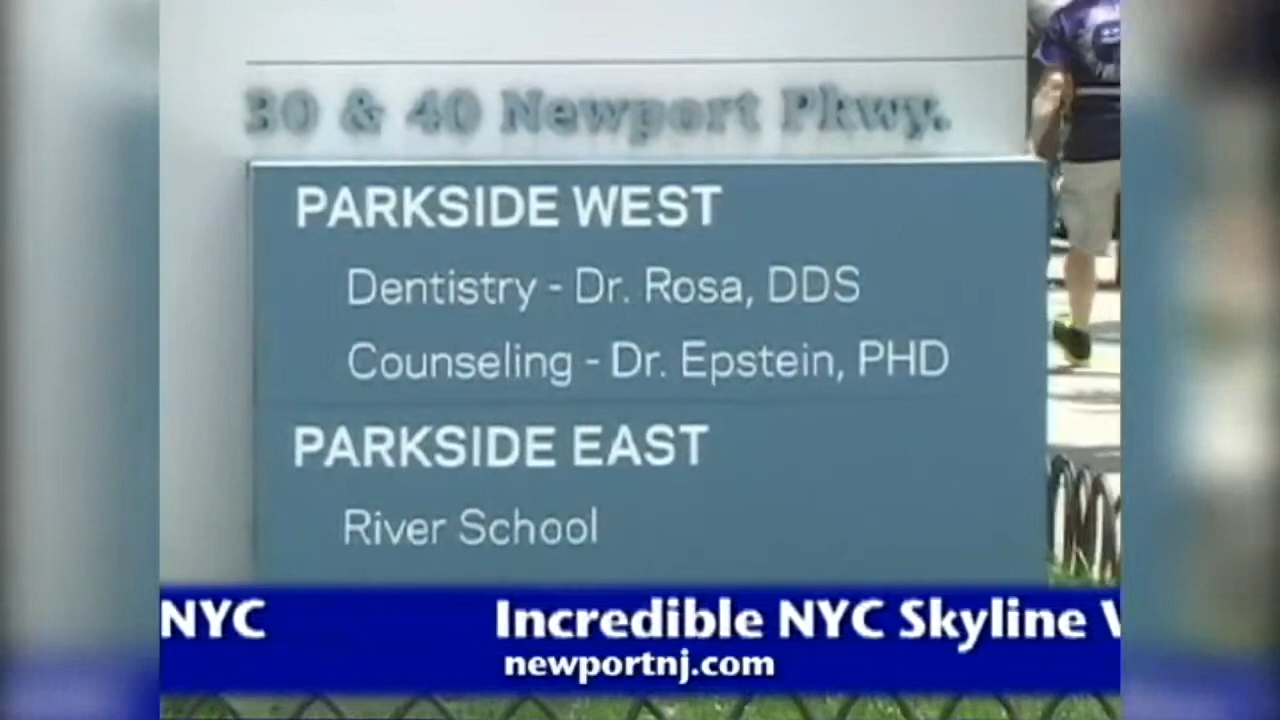 30 & 40 Newport Pkwy.
PARKSIDE WEST
Dentistry - Dr. Rosa, DDS
Counseling - Dr. Epstein, PHD
PARKSIDE EAST
River School
NYC Incredible NYC Skyline V
newportnj.com